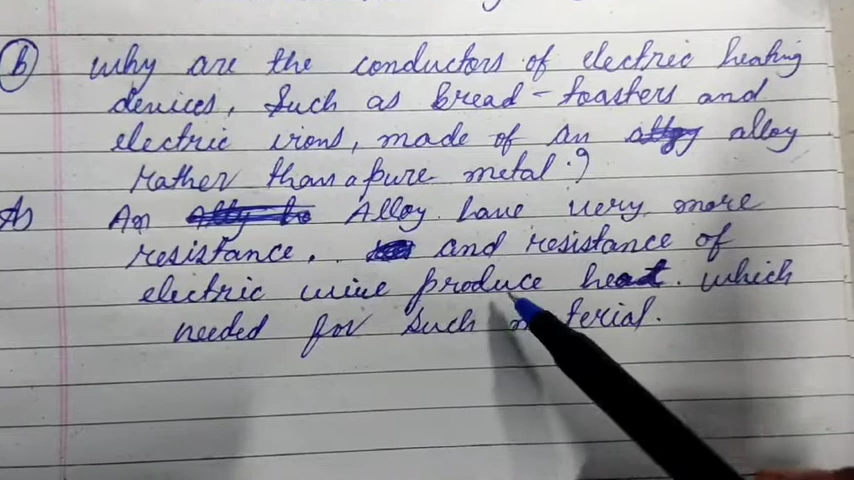 (b) why are the conductors of electric heating
devices, Such as bread-toasters and
electric irons, made of an alloy
rather than a pure metal?
An Alloy have very more
resistance. and resistance of
electric wire produce heat. which
needed for such material.